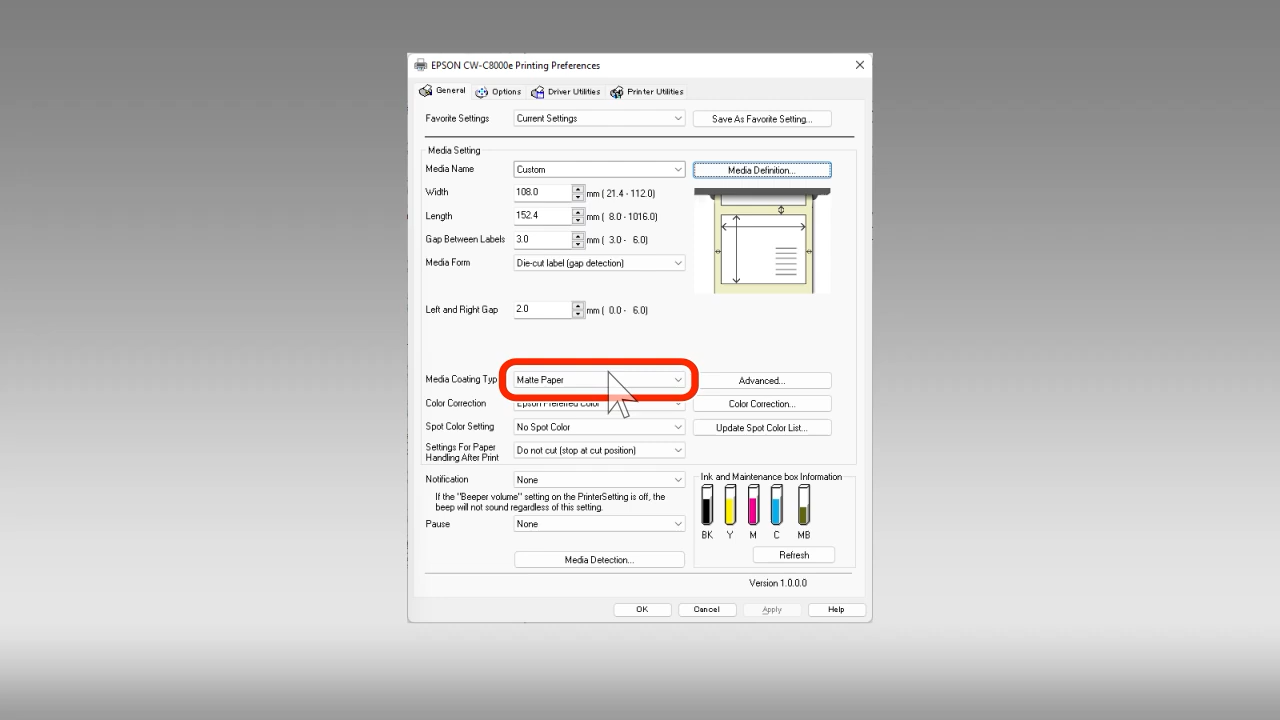 EPSON CW-C8000e Printing Preferences
General Options Driver Utilities Printer Utilities
Favorite Settings Current Settings Save As Favorite Setting...
Media Setting
Media Name Custom Media Definition...
Width 108.0 mm ( 21.4 - 112.0)
Length 152.4 mm ( 8.0 - 1016.0)
Gap Between Labels 3.0 mm ( 3.0 - 6.0)
Media Form Die-cut label (gap detection)
Left and Right Gap 2.0 mm ( 0.0 - 6.0)
Media Coating Typ Matte Paper Advanced...
Color Correction Epson Preferred Color Color Correction...
Spot Color Setting No Spot Color Update Spot Color List...
Settings For Paper
Handling After Print Do not cut (stop at cut position)
Notification None
If the "Beeper volume" setting on the PrinterSetting is off, the
beep will not sound regardless of this setting.
Pause None
Media Detection...
Ink and Maintenance box Information
BK Y M C MB
Refresh
Version 1.0.0.0
OK Cancel Apply Help